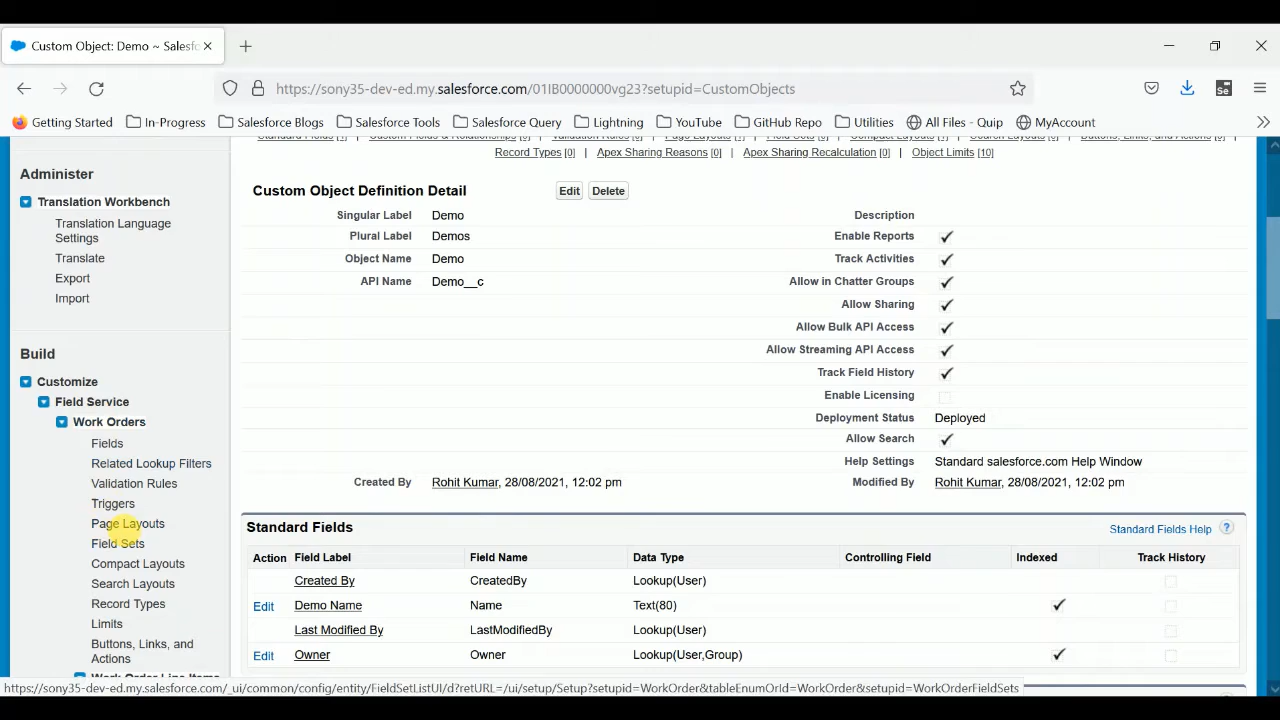 Custom Object: Demo ~ Salesfc
https://sony35-dev-ed.my.salesforce.com/01IB0000000vg23?setupid=CustomObjects
Se
Getting Started In-Progress Salesforce Blogs Salesforce Tools Salesforce Query Lightning YouTube GitHub Repo Utilities All Files - Quip MyAccount
Record Types [0] | Apex Sharing Reasons [0] | Apex Sharing Recalculation [0] | Object Limits [10]
Administer
Translation Workbench
Translation Language
Settings
Translate
Export
Import
Build
Customize
Field Service
Work Orders
Fields
Related Lookup Filters
Validation Rules
Triggers
Page Layouts
Field Sets
Compact Layouts
Search Layouts
Record Types
Limits
Buttons, Links, and
Actions
Work Order Line Items
Custom Object Definition Detail Edit Delete
Singular Label Demo Description
Plural Label Demos Enable Reports ✓
Object Name Demo Track Activities ✓
API Name Demo__c Allow in Chatter Groups ✓
Allow Sharing ✓
Allow Bulk API Access ✓
Allow Streaming API Access ✓
Track Field History ✓
Enable Licensing
Deployment Status Deployed
Allow Search ✓
Help Settings Standard salesforce.com Help Window
Created By Rohit Kumar, 28/08/2021, 12:02 pm Modified By Rohit Kumar, 28/08/2021, 12:02 pm
Standard Fields Standard Fields Help ?
Action Field Label Field Name Data Type Controlling Field Indexed Track History
Created By CreatedBy Lookup(User)
Edit Demo Name Name Text(80) ✓
Last Modified By LastModifiedBy Lookup(User)
Edit Owner Owner Lookup(User,Group) ✓
https://sony35-dev-ed.my.salesforce.com/_ui/common/config/entity/FieldSetListUI/d?retURL=/ui/setup/Setup?setupid=WorkOrder&tableEnumOrId=WorkOrder&setupid=WorkOrderFieldSets